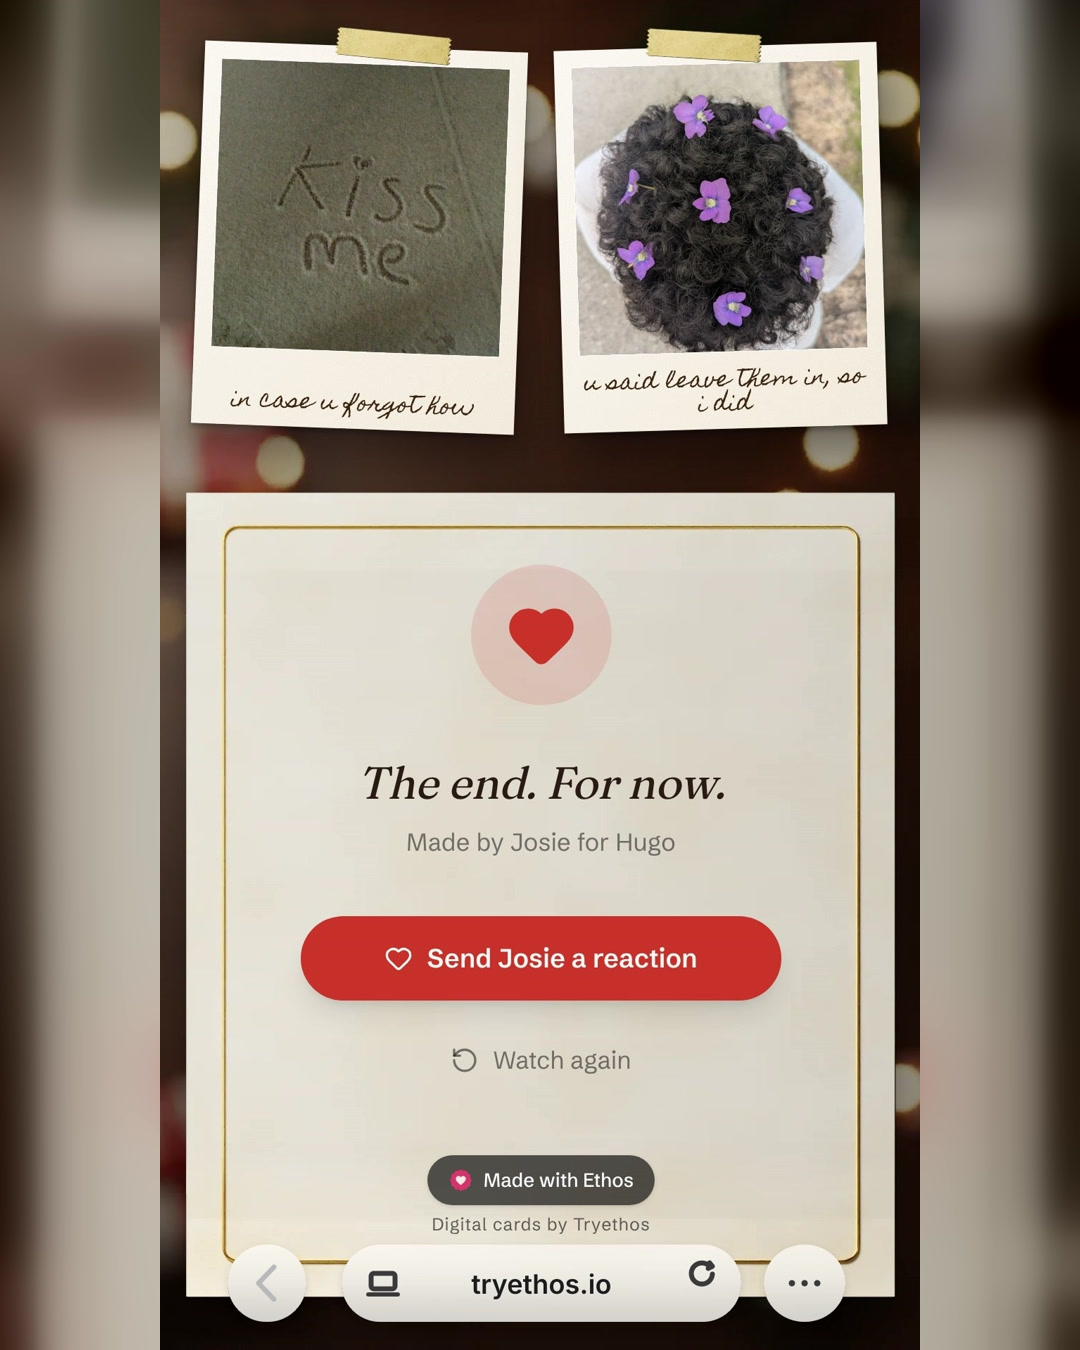 Kiss
me
in case u forgot how
u said leave them in, so
i did
The end. For now.
Made by Josie for Hugo
Send Josie a reaction
Watch again
Made with Ethos
Digital cards by Tryethos
tryethos.io